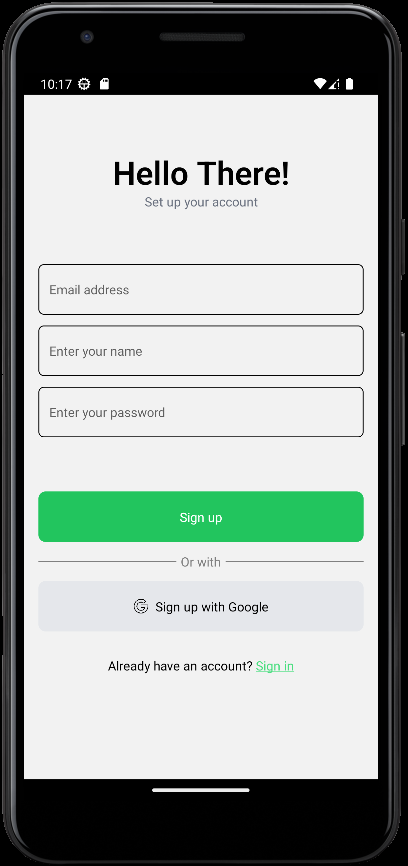 10:17
Hello There!
Set up your account
Email address
Enter your name
Enter your password
Sign up
Or with
Sign up with Google
Already have an account? Sign in